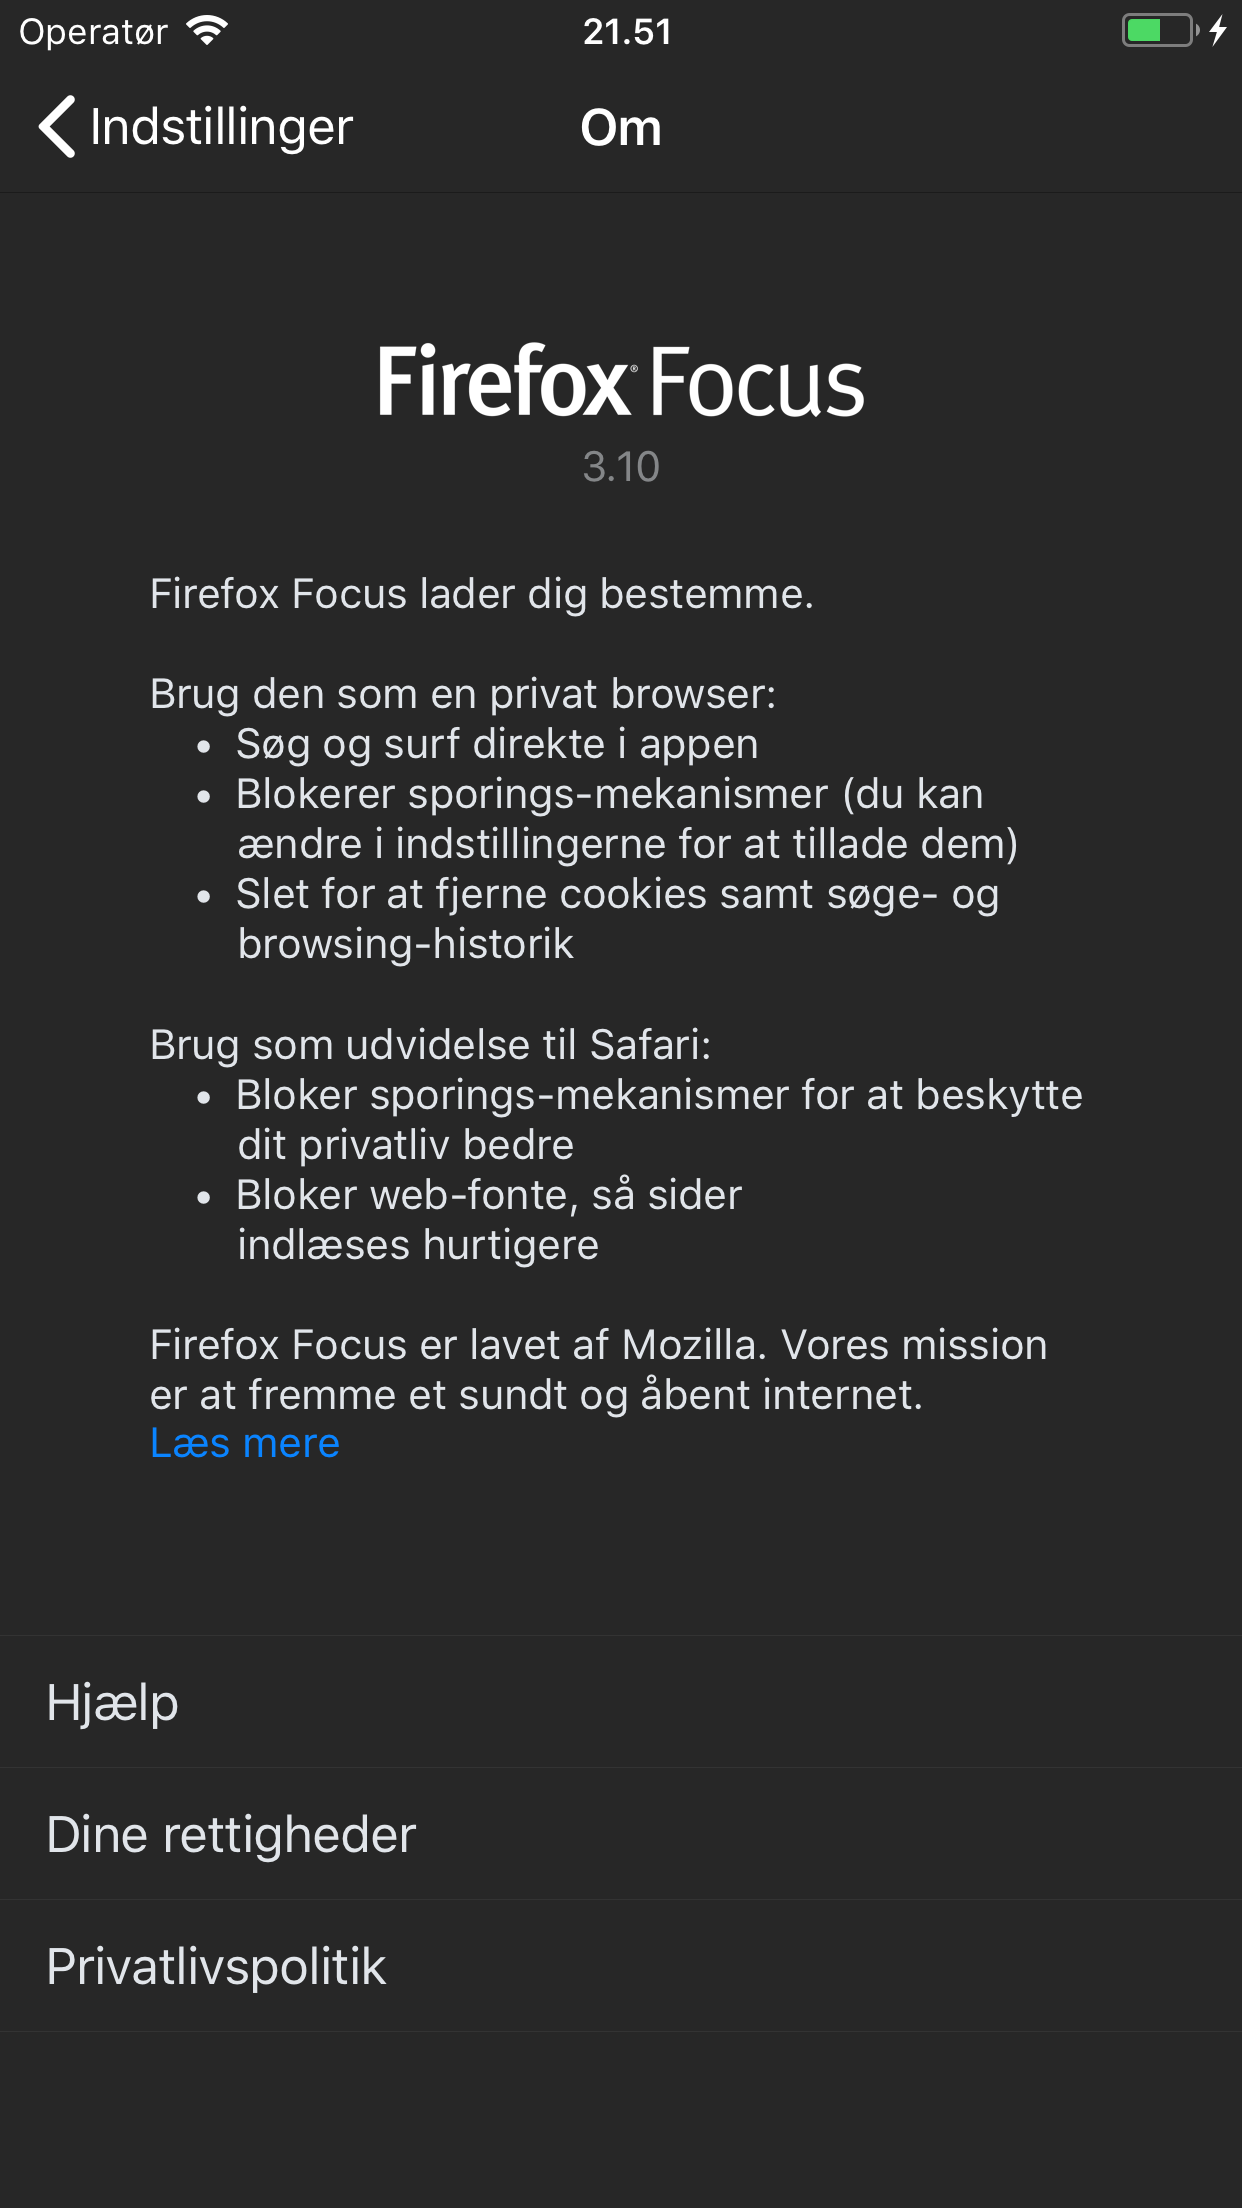 Operatør 21.51
Indstillinger Om
Firefox® Focus
3.10
Firefox Focus lader dig bestemme.
Brug den som en privat browser:
• Søg og surf direkte i appen
• Blokerer sporings-mekanismer (du kan
ændre i indstillingerne for at tillade dem)
• Slet for at fjerne cookies samt søge- og
browsing-historik
Brug som udvidelse til Safari:
• Bloker sporings-mekanismer for at beskytte
dit privatliv bedre
• Bloker web-fonte, så sider
indlæses hurtigere
Firefox Focus er lavet af Mozilla. Vores mission
er at fremme et sundt og åbent internet.
Læs mere
Hjælp
Dine rettigheder
Privatlivspolitik